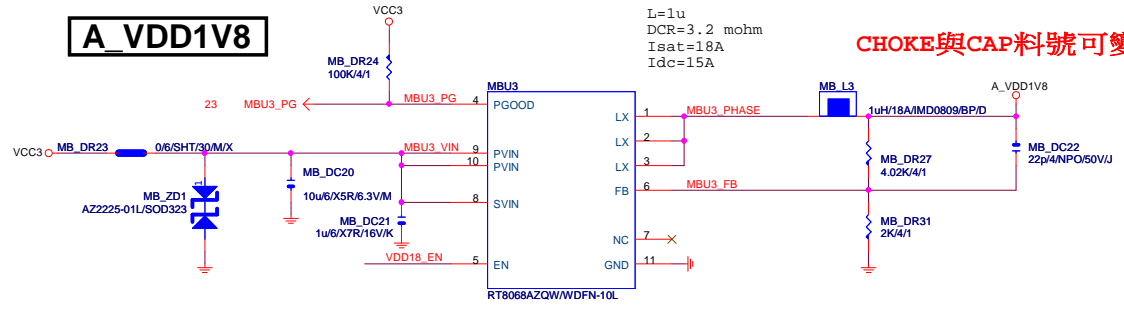 A_VDD1V8
VCC3
L=1u
DCR=3.2 mohm
Isat=18A
Idc=15A
CHOKE與CAP料號可
MB_DR24
100K/4/1
MBU3
MB_L3
A_VDD1V8
23
MBU3_PG
MBU3_PG
4
PGOOD
LX
1
MBU3_PHASE
1uH/18A/IMD0809/BP/D
VCC3
MB_DR23
0/6/SHT/30/M/X
MBU3_VIN
9
PVIN
10
PVIN
LX
2
LX
3
MB_DR27
4.02K/4/1
MB_DC22
22p/4/NPO/50V/J
1
MB_ZD1
AZ2225-01L/SOD323
MB_DC20
10u/6/X5R/6.3V/M
8
SVIN
FB
6
MBU3_FB
MB_DC21
1u/6/X7R/16V/K
MB_DR31
2K/4/1
NC
7
VDD18_EN
5
EN
GND
11
RT8068AZQW/WDFN-10L